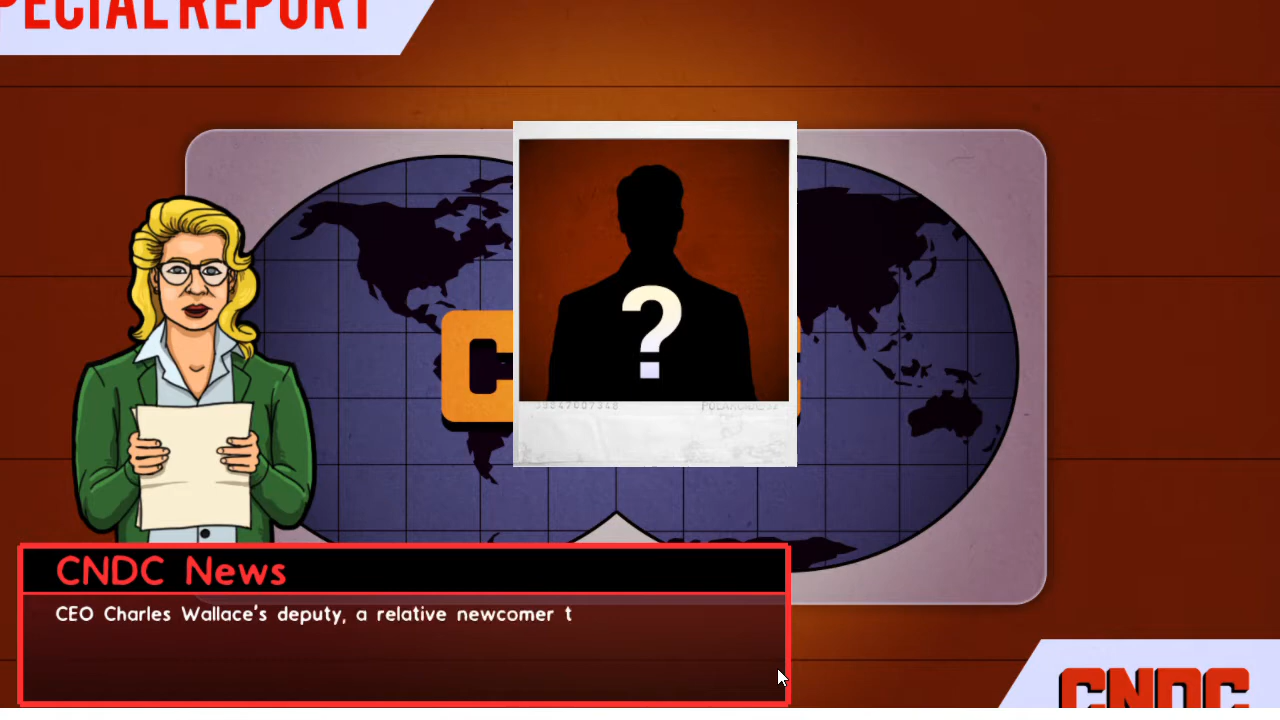 PECIAL REPORT
C
?
CNDC News
CEO Charles Wallace's deputy, a relative newcomer t
CNDC